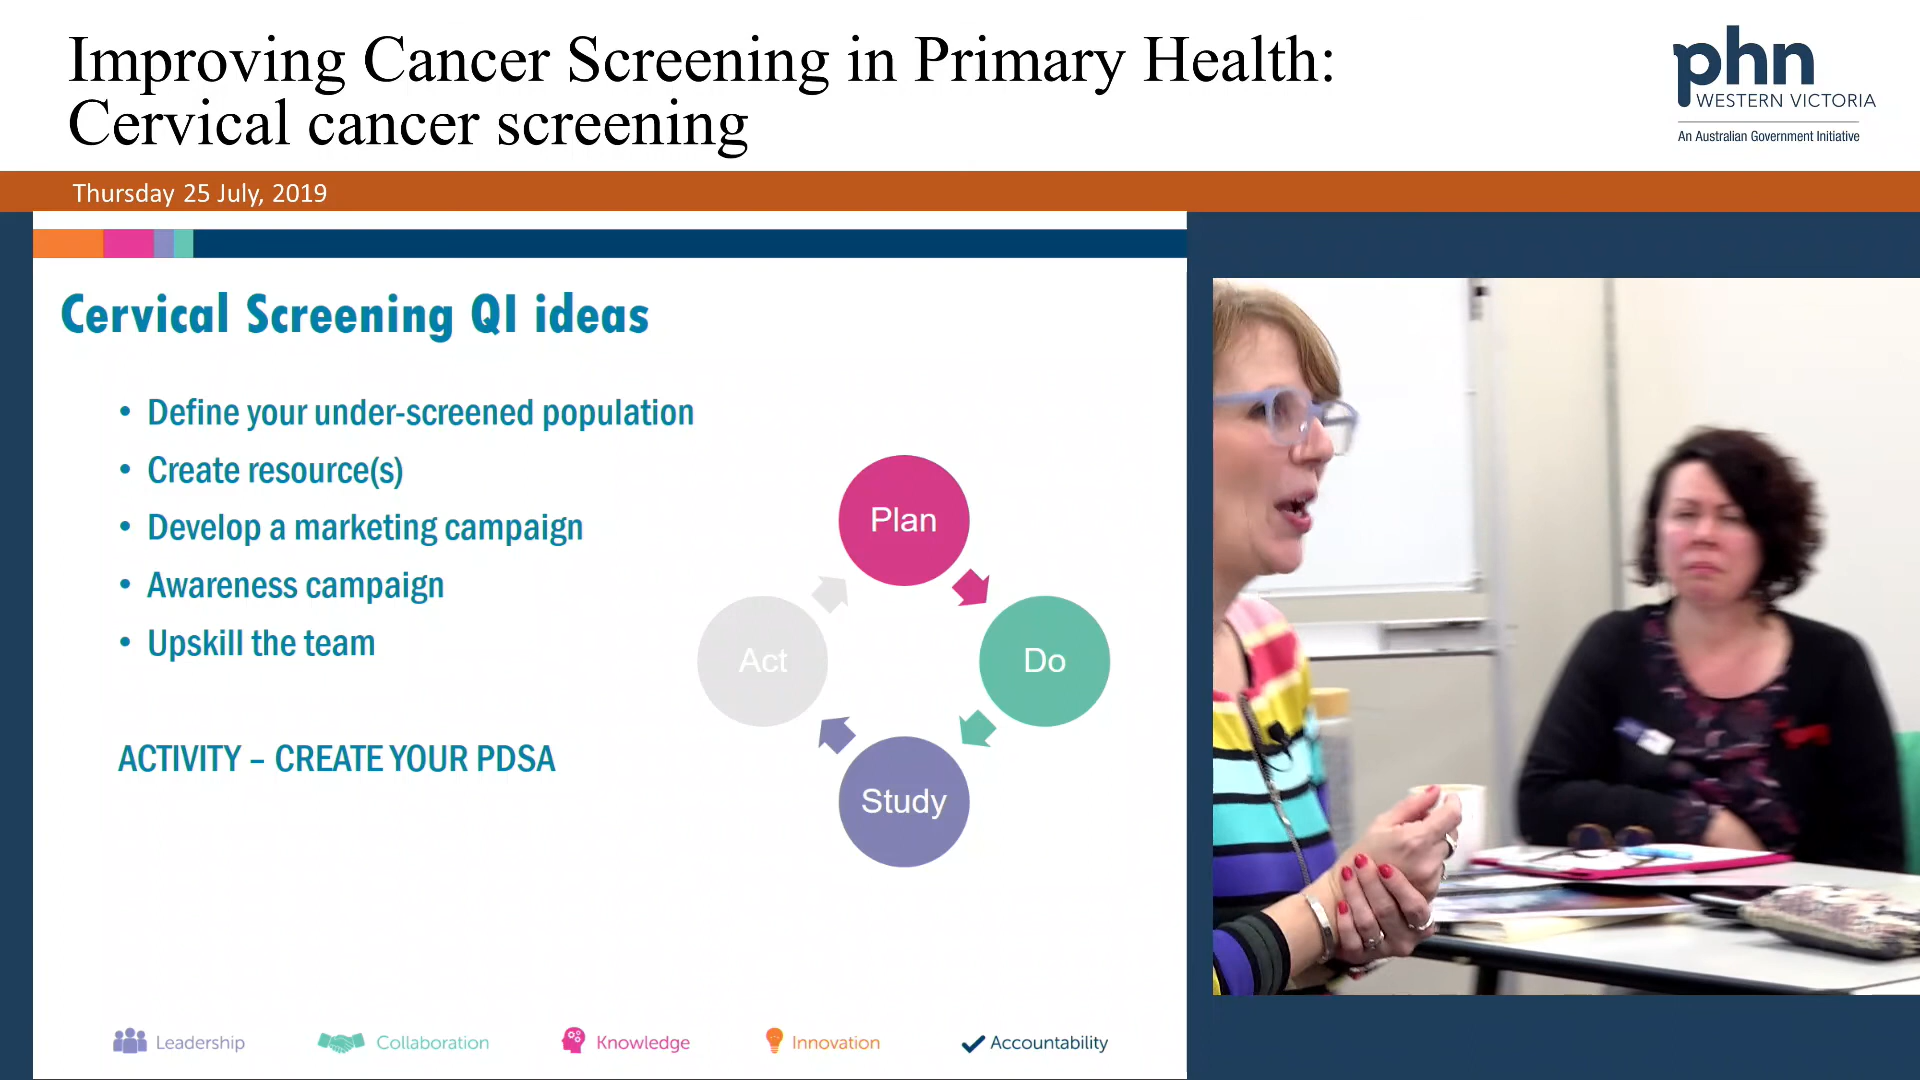 Improving Cancer Screening in Primary Health:
Cervical cancer screening
phn
WESTERN VICTORIA
An Australian Government Initiative
Thursday 25 July, 2019
Cervical Screening QI ideas
• Define your under-screened population
• Create resource(s)
• Develop a marketing campaign
• Awareness campaign
• Upskill the team
ACTIVITY – CREATE YOUR PDSA
Plan
Do
Study
Act
Leadership
Collaboration
Knowledge
Innovation
Accountability